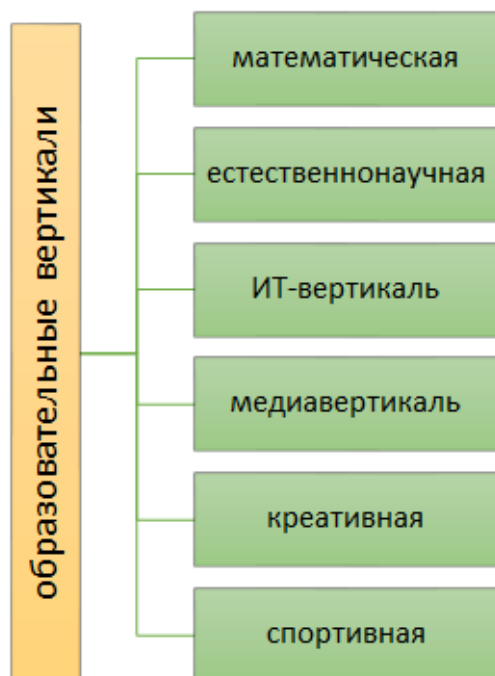 образовательные вертикали
математическая
естественнонаучная
ИТ-вертикаль
медиавертикаль
креативная
спортивная